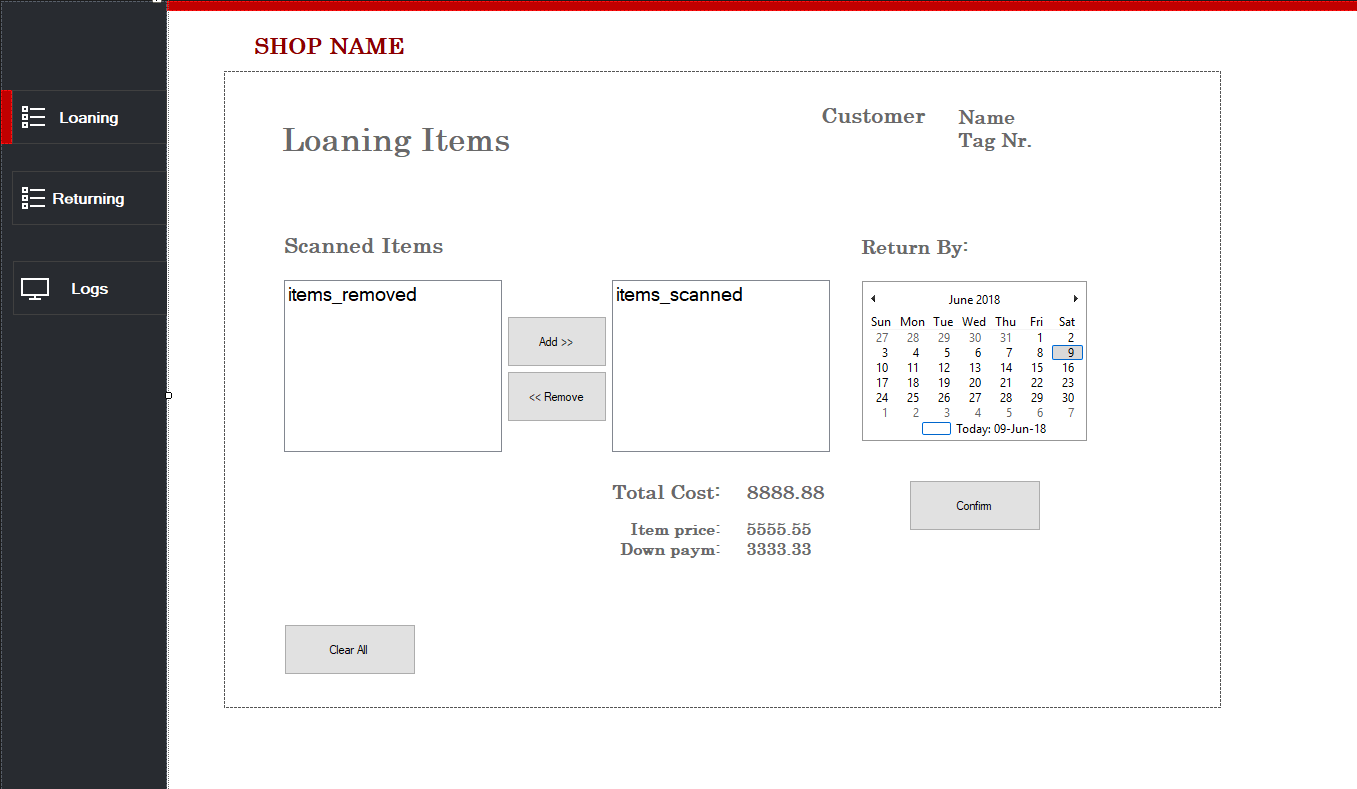 SHOP NAME
Loaning
Returning
Logs
Loaning Items
Customer
Name
Tag Nr.
Scanned Items
Return By:
items_removed
Add >>
<< Remove
items_scanned
June 2018
Sun Mon Tue Wed Thu Fri Sat
27 28 29 30 31 1 2
3 4 5 6 7 8 9
10 11 12 13 14 15 16
17 18 19 20 21 22 23
24 25 26 27 28 29 30
1 2 3 4 5 6 7
Today: 09-Jun-18
Total Cost: 8888.88
Item price: 5555.55
Down paym: 3333.33
Confirm
Clear All